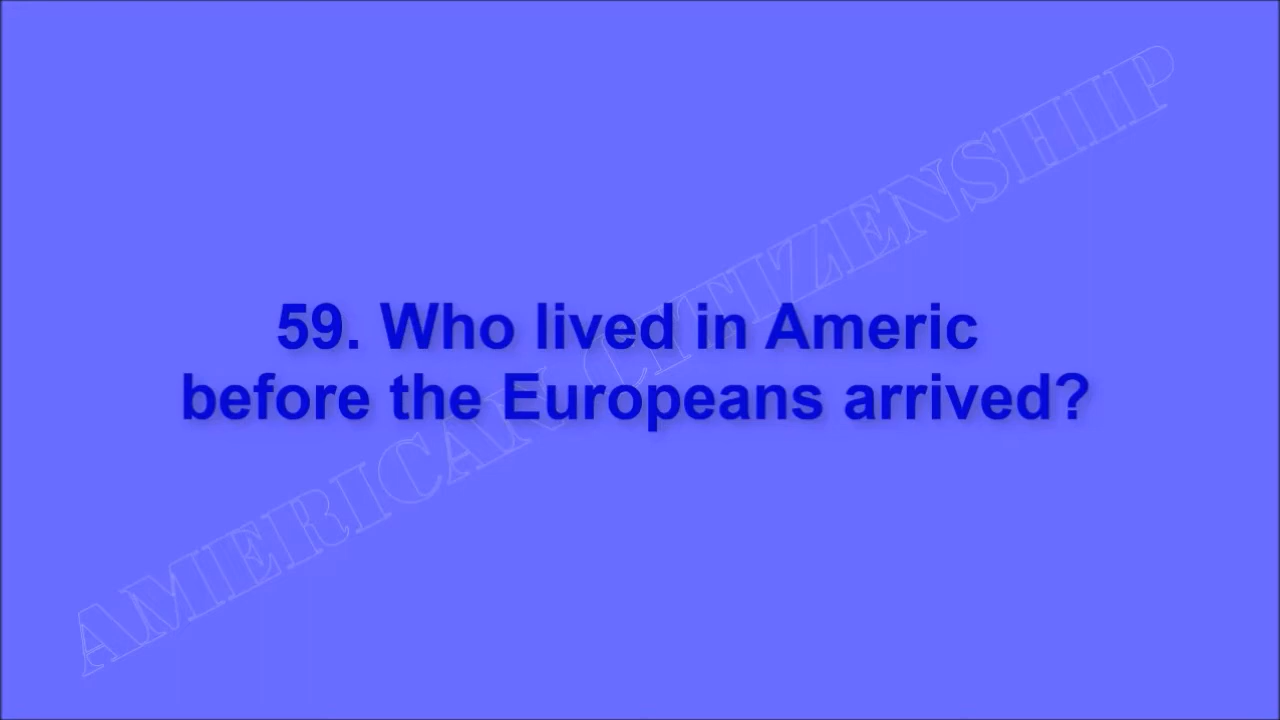 59. Who lived in Americ
before the Europeans arrived?
AMERICAN CITIZENSHIP